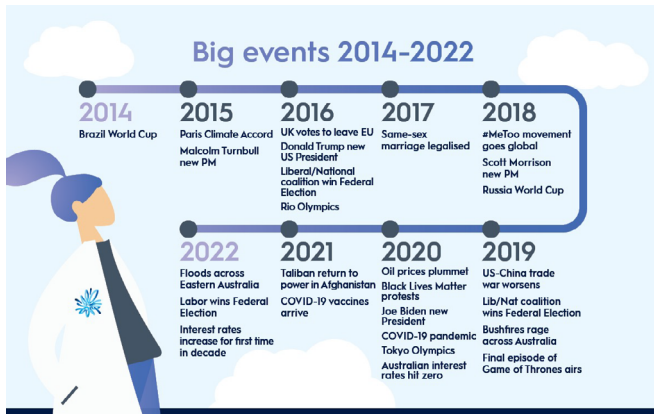 Big events 2014-2022
2014
Brazil World Cup
2015
Paris Climate Accord
Malcolm Turnbull
new PM
2016
UK votes to leave EU
Donald Trump new
US President
Liberal/National
coalition win Federal
Election
Rio Olympics
2017
Same-sex
marriage legalised
2018
#MeToo movement
goes global
Scott Morrison
new PM
Russia World Cup
2019
US-China trade
war worsens
Lib/Nat coalition
wins Federal Election
Bushfires rage
across Australia
Final episode of
Game of Thrones airs
2020
Oil prices plummet
Black Lives Matter
protests
Joe Biden new
President
COVID-19 pandemic
Tokyo Olympics
Australian interest
rates hit zero
2021
Taliban return to
power in Afghanistan
COVID-19 vaccines
arrive
2022
Floods across
Eastern Australia
Labor wins Federal
Election
Interest rates
increase for first time
in decade